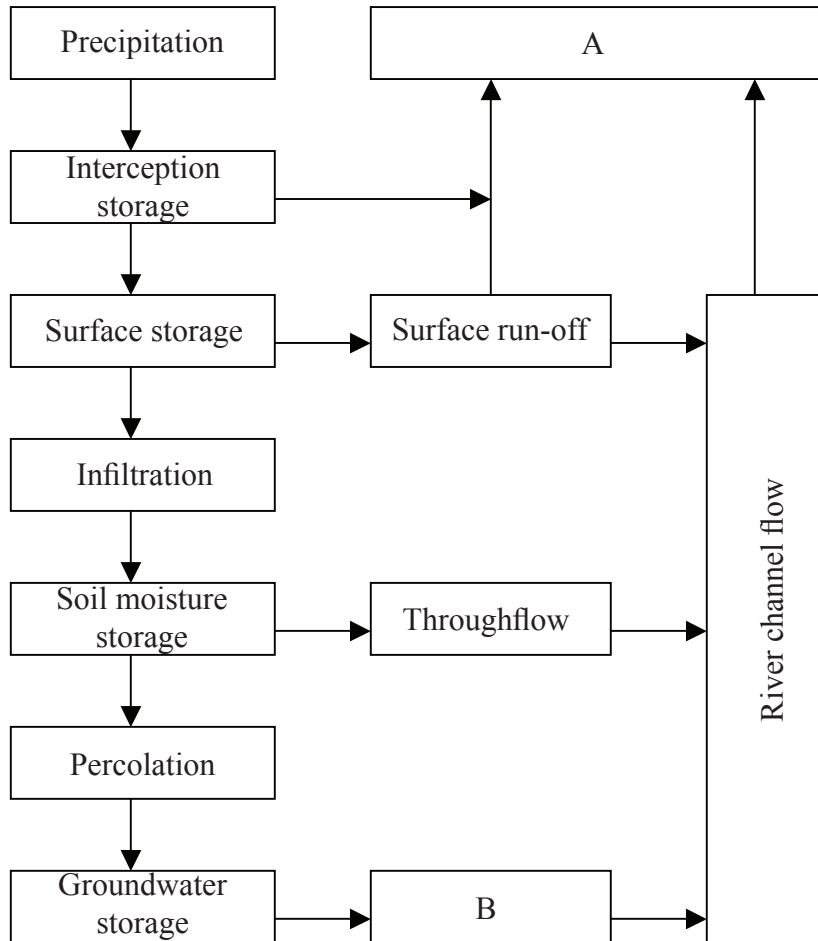 Precipitation
A
Interception
storage
Surface storage
Surface run-off
Infiltration
Soil moisture
storage
Throughflow
River channel flow
Percolation
Groundwater
storage
B